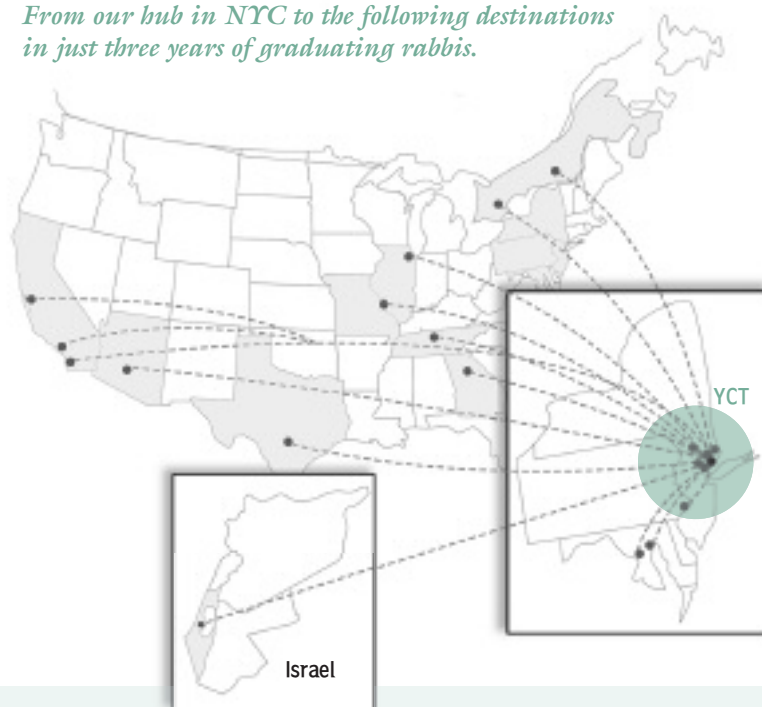 From our hub in NYC to the following destinations
in just three years of graduating rabbis.
YCT
Israel